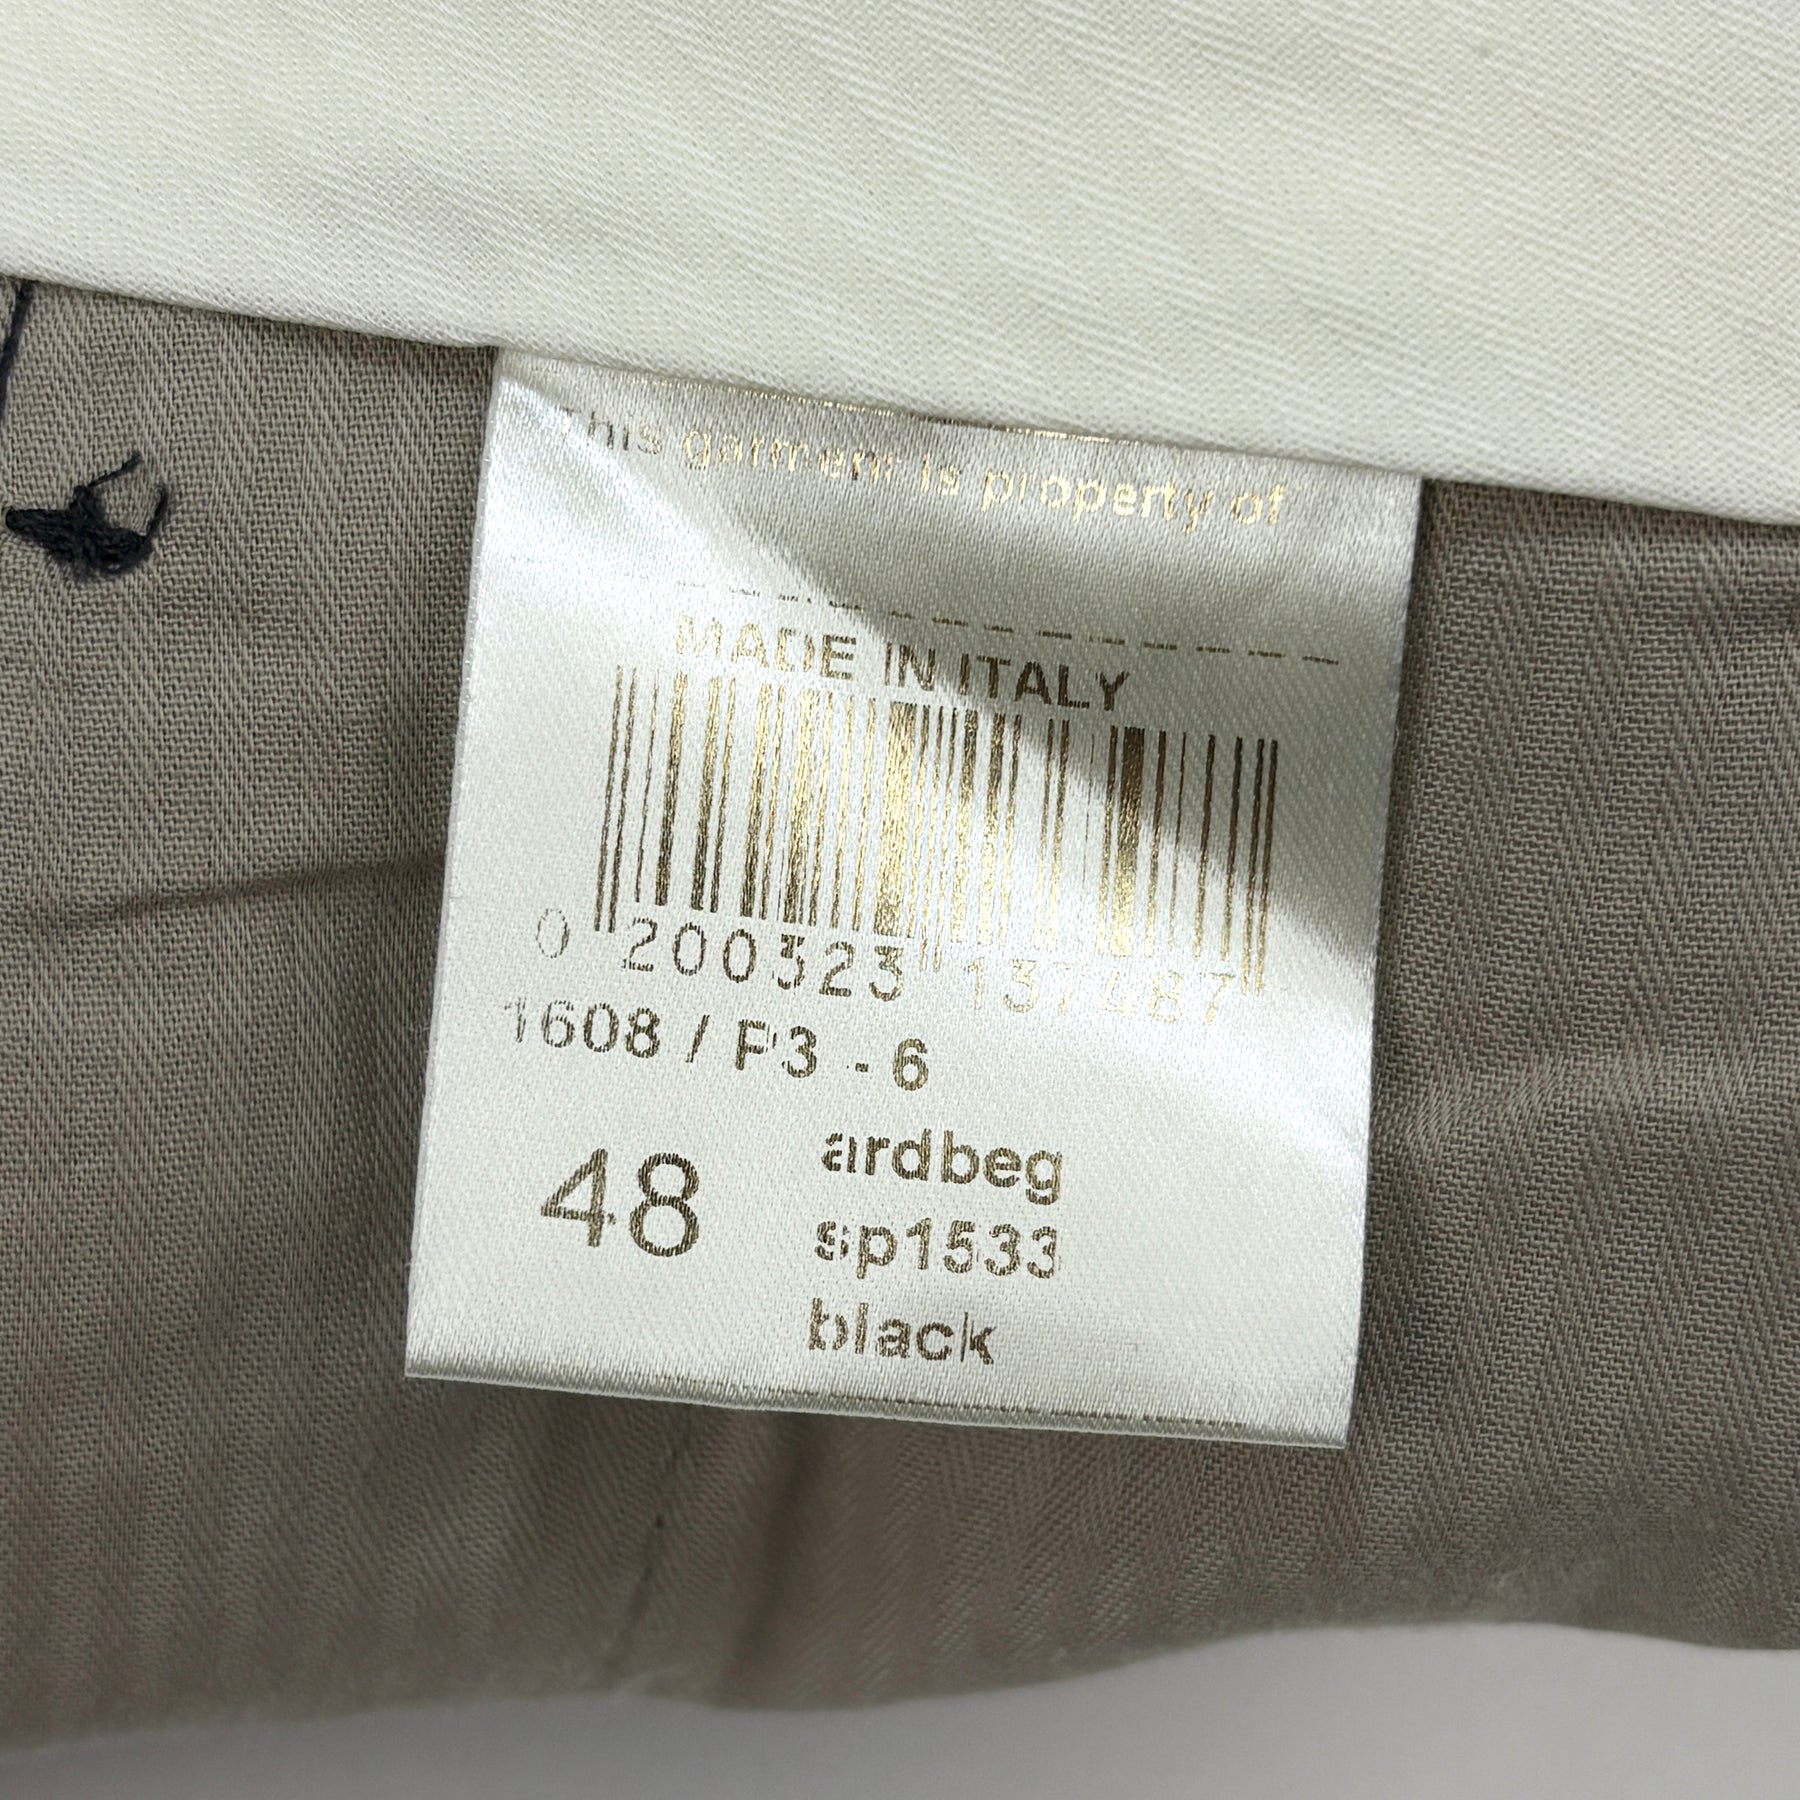 This garment is property of
MADE IN ITALY
0 200323 137487
1608 / P3 - 6
48
ardbeg
sp1533
black